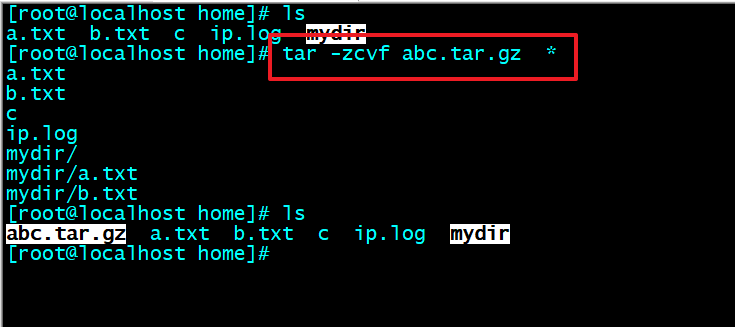 [root@localhost home]# ls
a.txt  b.txt  c  ip.log  mydir
[root@localhost home]# tar -zcvf abc.tar.gz  *
a.txt
b.txt
c
ip.log
mydir/
mydir/a.txt
mydir/b.txt
[root@localhost home]# ls
abc.tar.gz  a.txt  b.txt  c  ip.log  mydir
[root@localhost home]#